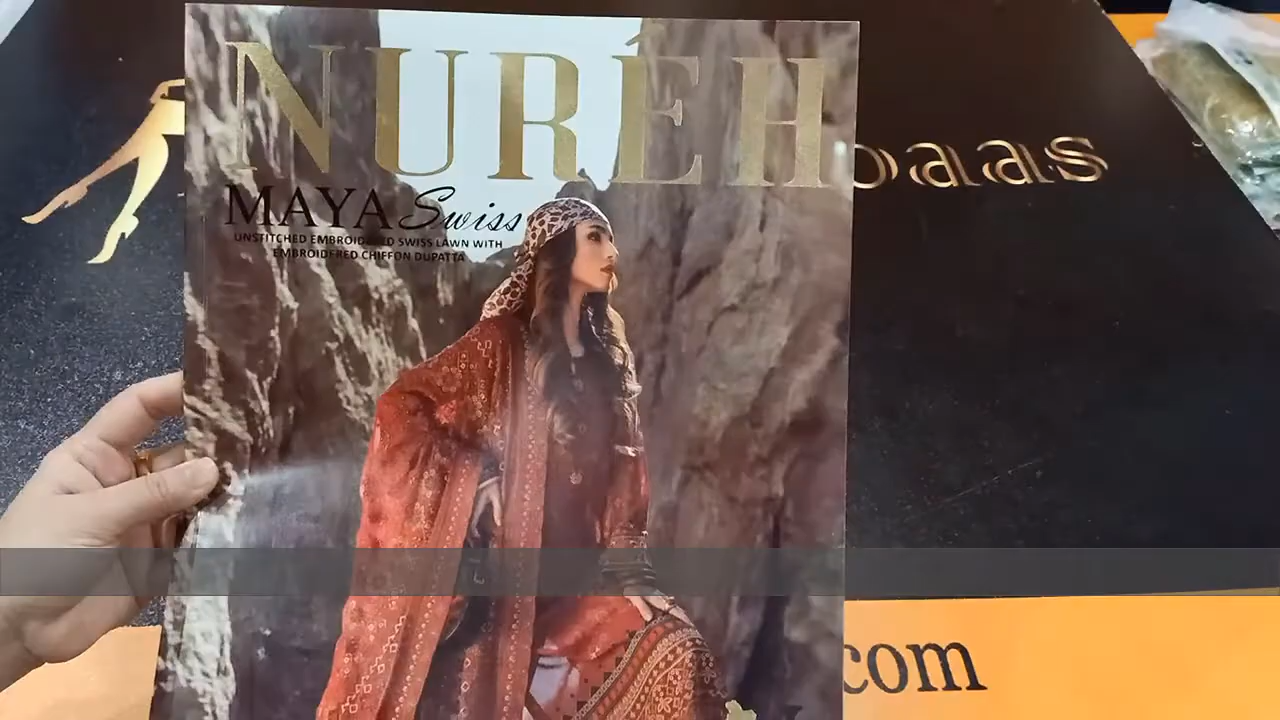 NURÉH
MAYA Swiss
UNSTITCHED EMBROIDERED SWISS LAWN WITH
EMBROIDERED CHIFFON DUPATTA
baas
com